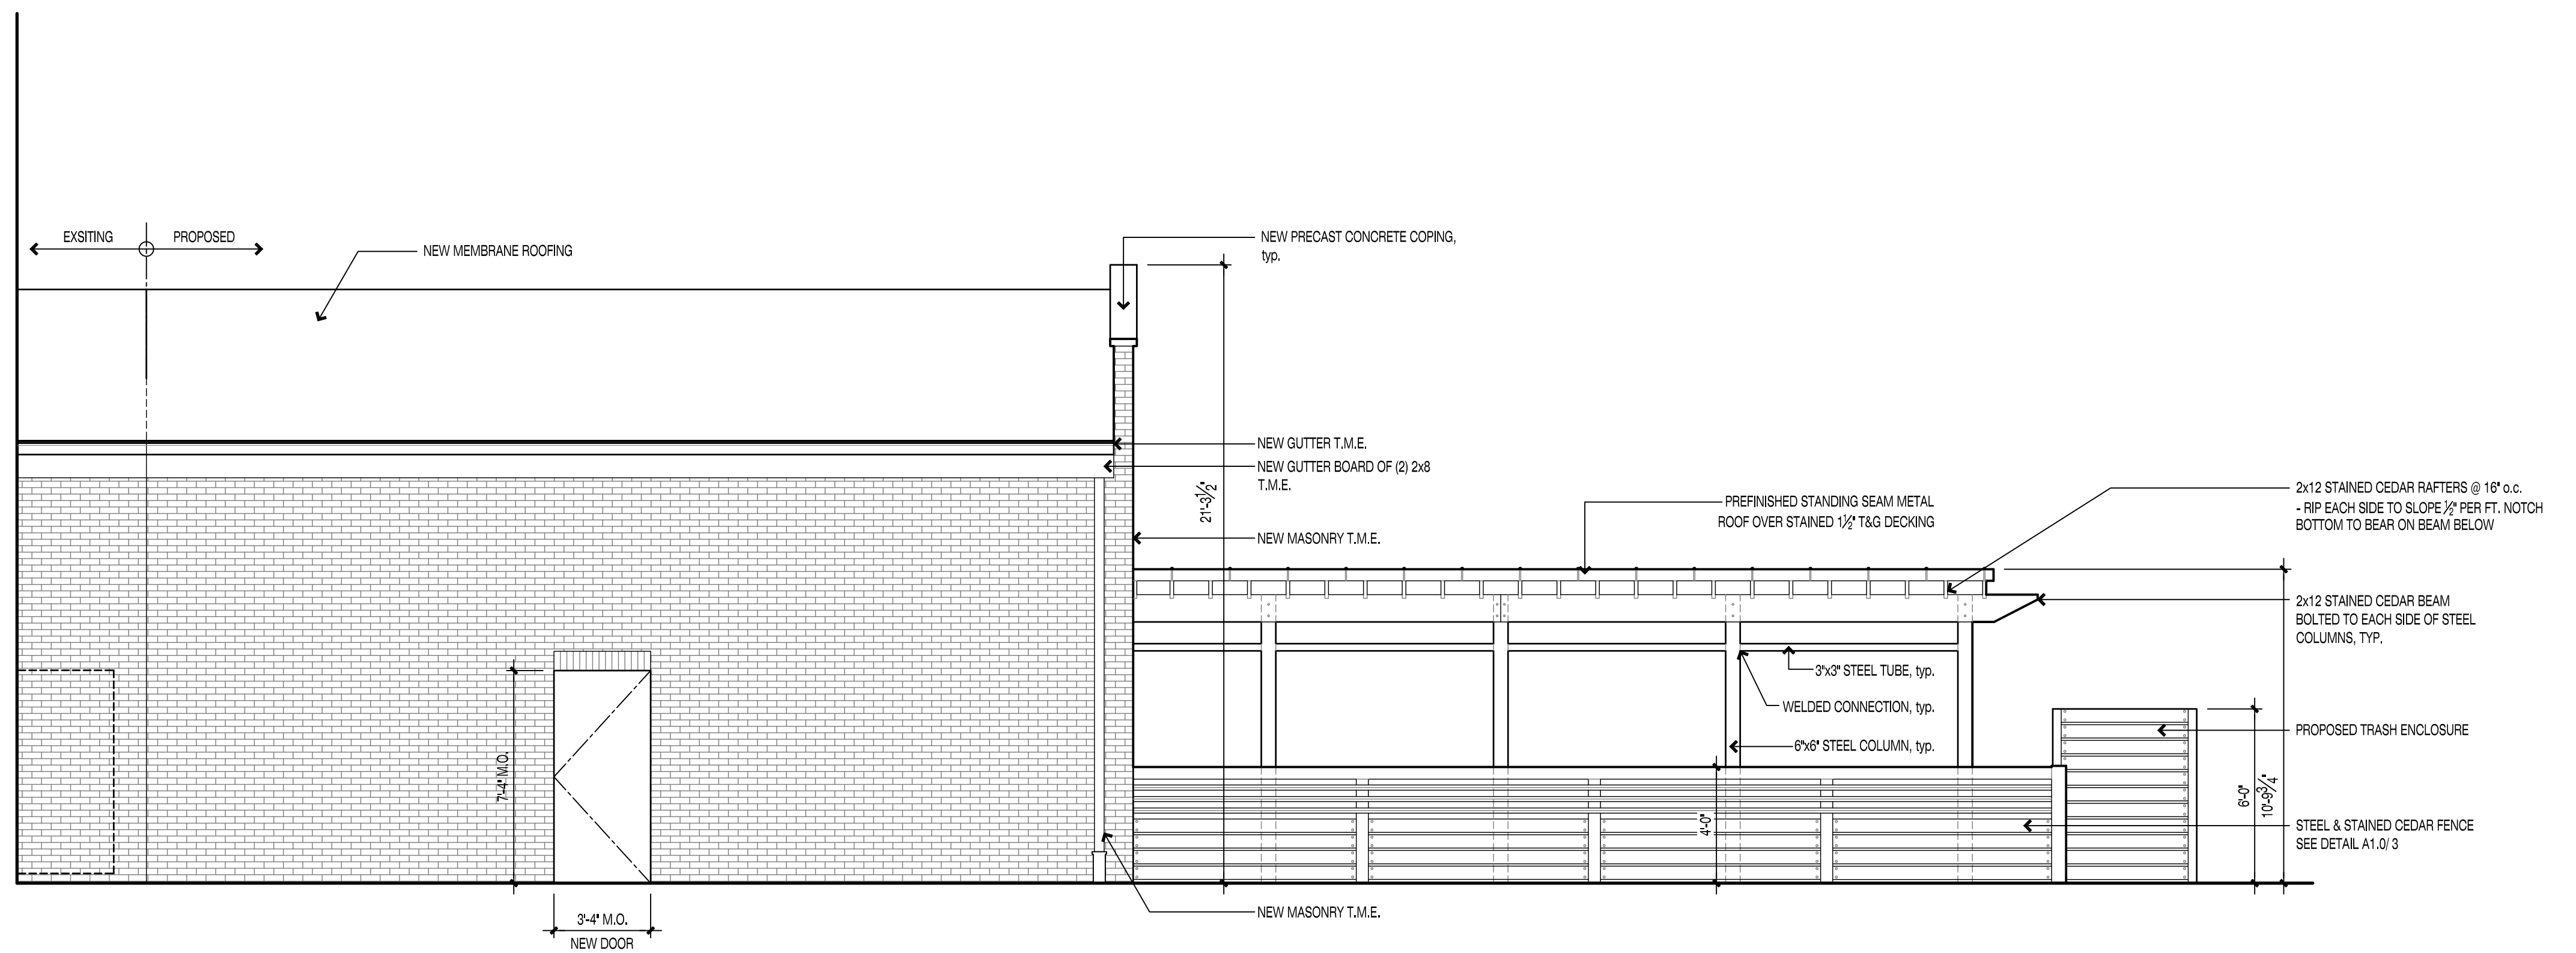 EXSITING
PROPOSED
NEW MEMBRANE ROOFING
NEW PRECAST CONCRETE COPING,
typ.
NEW GUTTER T.M.E.
NEW GUTTER BOARD OF (2) 2x8
T.M.E.
21'-3½"
NEW MASONRY T.M.E.
PREFINISHED STANDING SEAM METAL
ROOF OVER STAINED 1½" T&G DECKING
2x12 STAINED CEDAR RAFTERS @ 16" o.c.
- RIP EACH SIDE TO SLOPE ½" PER FT. NOTCH
BOTTOM TO BEAR ON BEAM BELOW
2x12 STAINED CEDAR BEAM
BOLTED TO EACH SIDE OF STEEL
COLUMNS, TYP.
3"x3" STEEL TUBE, typ.
WELDED CONNECTION, typ.
6"x6" STEEL COLUMN, typ.
PROPOSED TRASH ENCLOSURE
7'-4" M.O.
4'-0"
6'-0"
10'-9¾"
STEEL & STAINED CEDAR FENCE
SEE DETAIL A1.0/ 3
NEW MASONRY T.M.E.
3'-4" M.O.
NEW DOOR